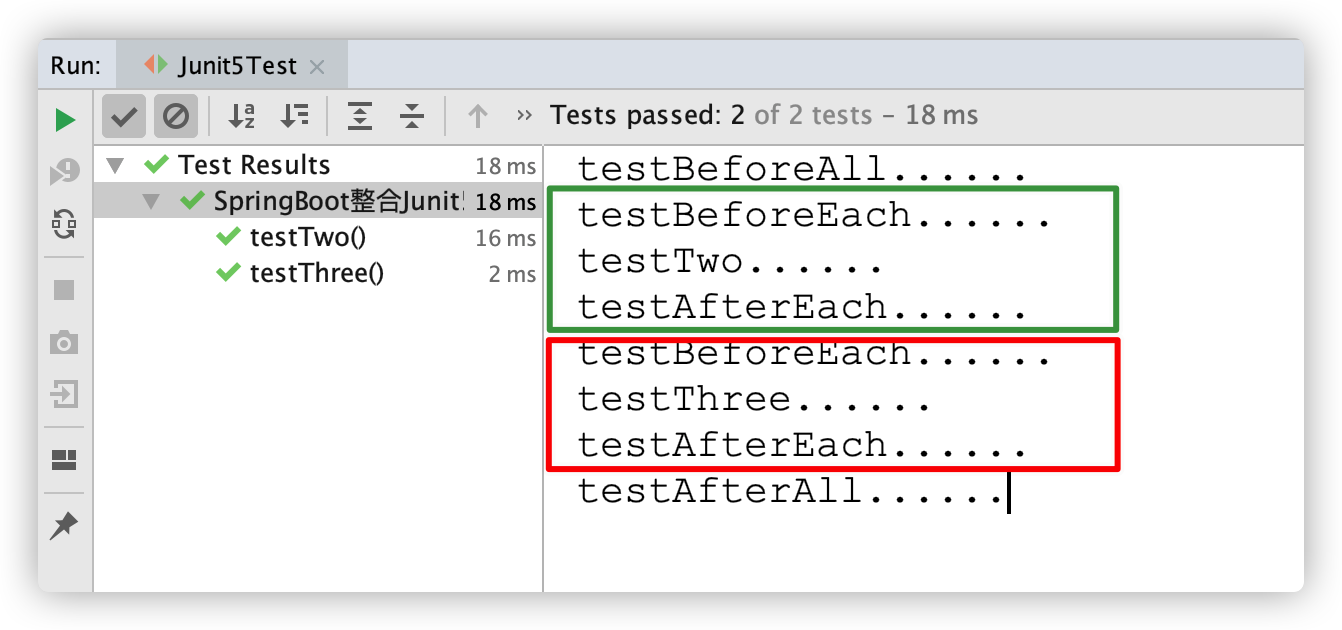 Run: Junit5Test
Tests passed: 2 of 2 tests – 18 ms
Test Results 18 ms
SpringBoot整合Junit5 18 ms
testTwo() 16 ms
testThree() 2 ms
testBeforeAll......
testBeforeEach......
testTwo......
testAfterEach......
testBeforeEach......
testThree......
testAfterEach......
testAfterAll......